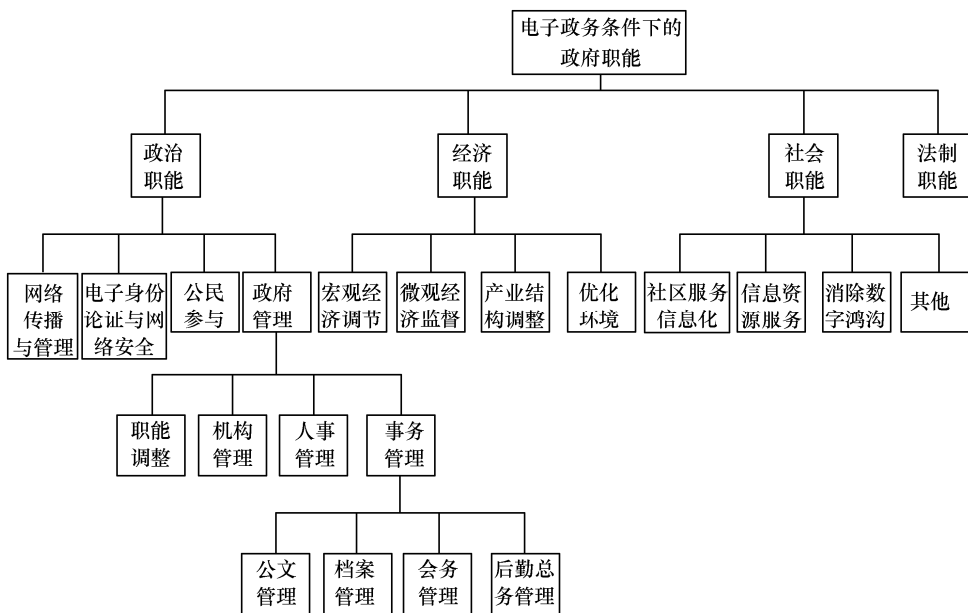 电子政务条件下的
政府职能
政治
职能
经济
职能
社会
职能
法制
职能
网络
传播
与管理
电子身份
论证与网
络安全
公民
参与
政府
管理
宏观经
济调节
微观经
济监督
产业结
构调整
优化
环境
社区服务
信息化
信息资
源服务
消除数
字鸿沟
其他
职能
调整
机构
管理
人事
管理
事务
管理
公文
管理
档案
管理
会务
管理
后勤总
务管理